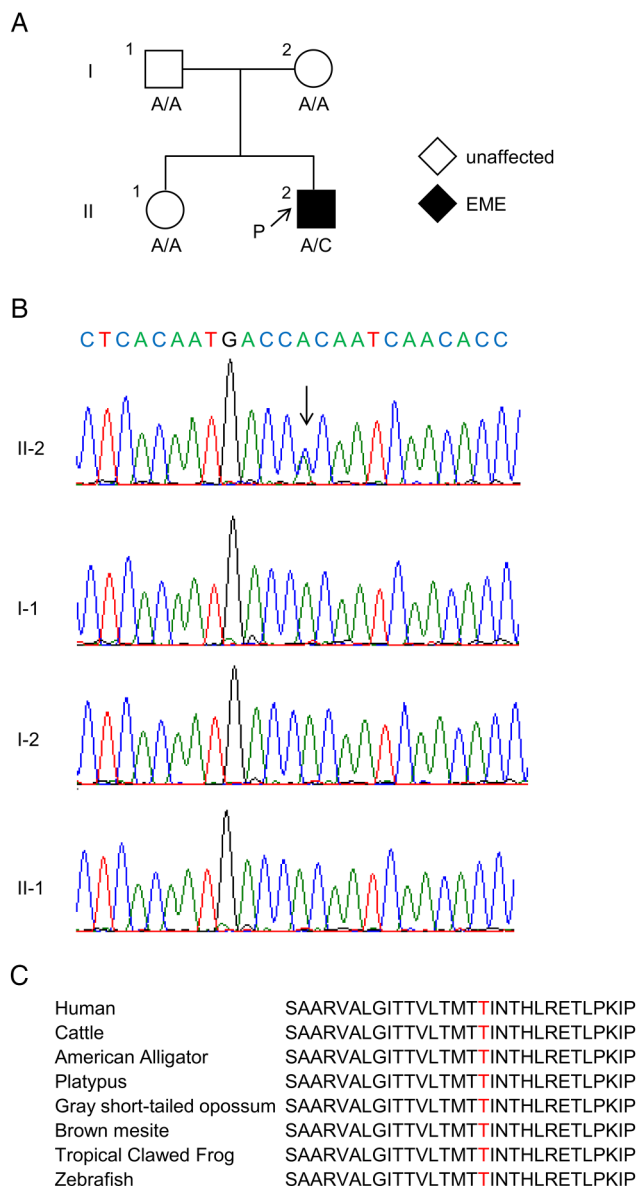 A
1
2
I
A/A
A/A
unaffected
1
2
EME
II
P
A/A
A/C
B
CTCACAATGACCACAATCAACACC
II-2
I-1
I-2
II-1
C
Human SAARVALGITTVLTMTTINTHLRETLPKIP
Cattle SAARVALGITTVLTMTTINTHLRETLPKIP
American Alligator SAARVALGITTVLTMTTINTHLRETLPKIP
Platypus SAARVALGITTVLTMTTINTHLRETLPKIP
Gray short-tailed opossum SAARVALGITTVLTMTTINTHLRETLPKIP
Brown mesite SAARVALGITTVLTMTTINTHLRETLPKIP
Tropical Clawed Frog SAARVALGITTVLTMTTINTHLRETLPKIP
Zebrafish SAARVALGITTVLTMTTINTHLRETLPKIP